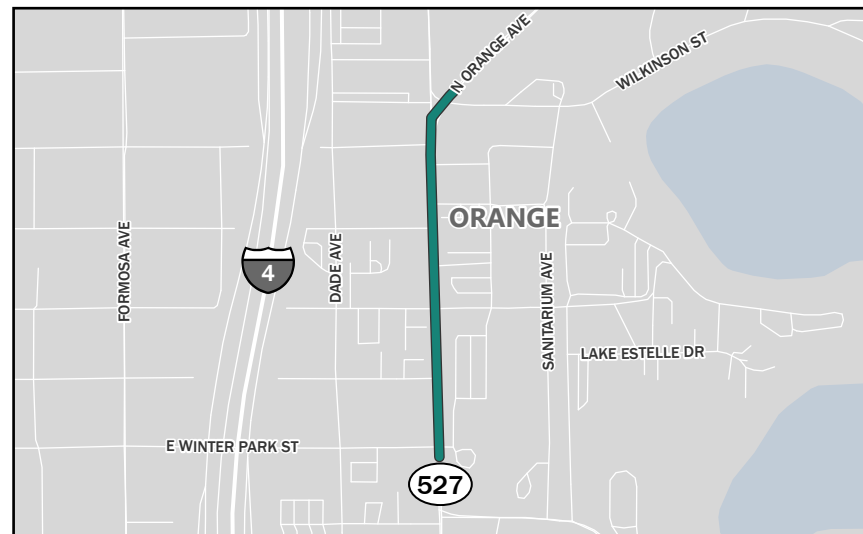 N ORANGE AVE
WILKINSON ST
ORANGE
FORMOSA AVE
DADE AVE
SANITARIUM AVE
4
LAKE ESTELLE DR
E WINTER PARK ST
527